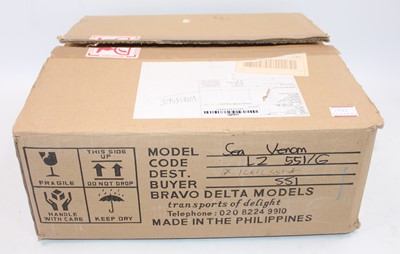 THIS SIDE
UP
FRAGILE
DO NOT DROP
HANDLE
WITH CARE
KEEP DRY
MODEL Sea Venom
CODE LZ 551/G
DEST.
BUYER 551
BRAVO DELTA MODELS
transports of delight
Telephone: 020 8224 9910
MADE IN THE PHILIPPINES